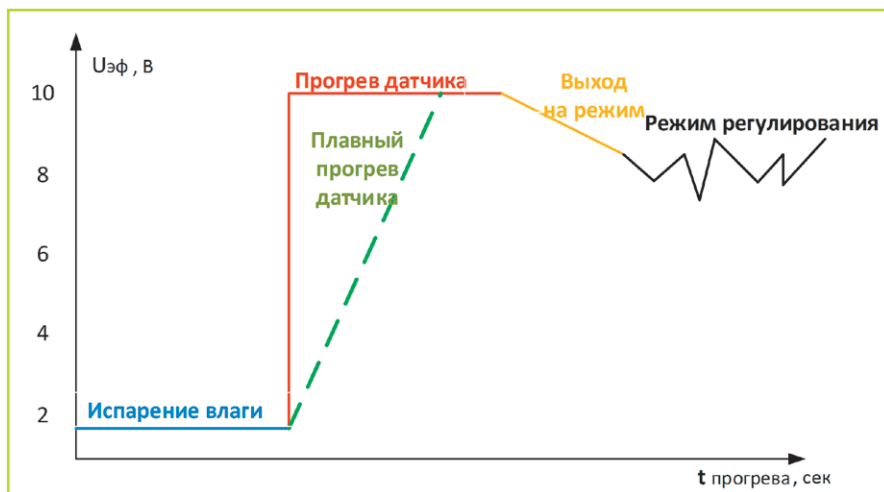 Uэф , В
10
8
6
4
2
Прогрев датчика
Выход
на режим
Режим регулирования
Плавный
прогрев
датчика
Испарение влаги
t прогрева, сек